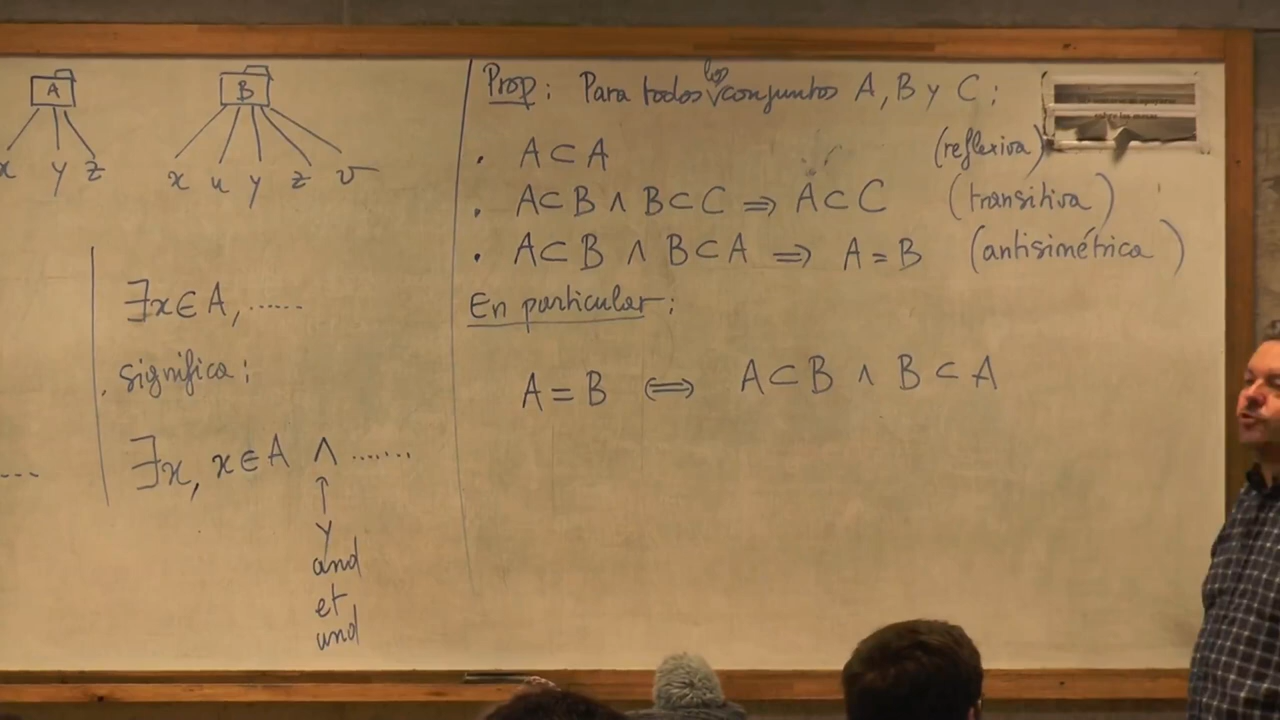 A B
x y z x u y z v
∃x ∈ A, ......
significa:
∃x, x ∈ A ∧ .......
↑
y
and
et
und
Prop: Para todos los conjuntos A, B y C:
. A ⊂ A (reflexiva)
. A ⊂ B ∧ B ⊂ C ⇒ A ⊂ C (transitiva)
. A ⊂ B ∧ B ⊂ A ⇒ A = B (antisimétrica)
En particular:
A = B ⇔ A ⊂ B ∧ B ⊂ A